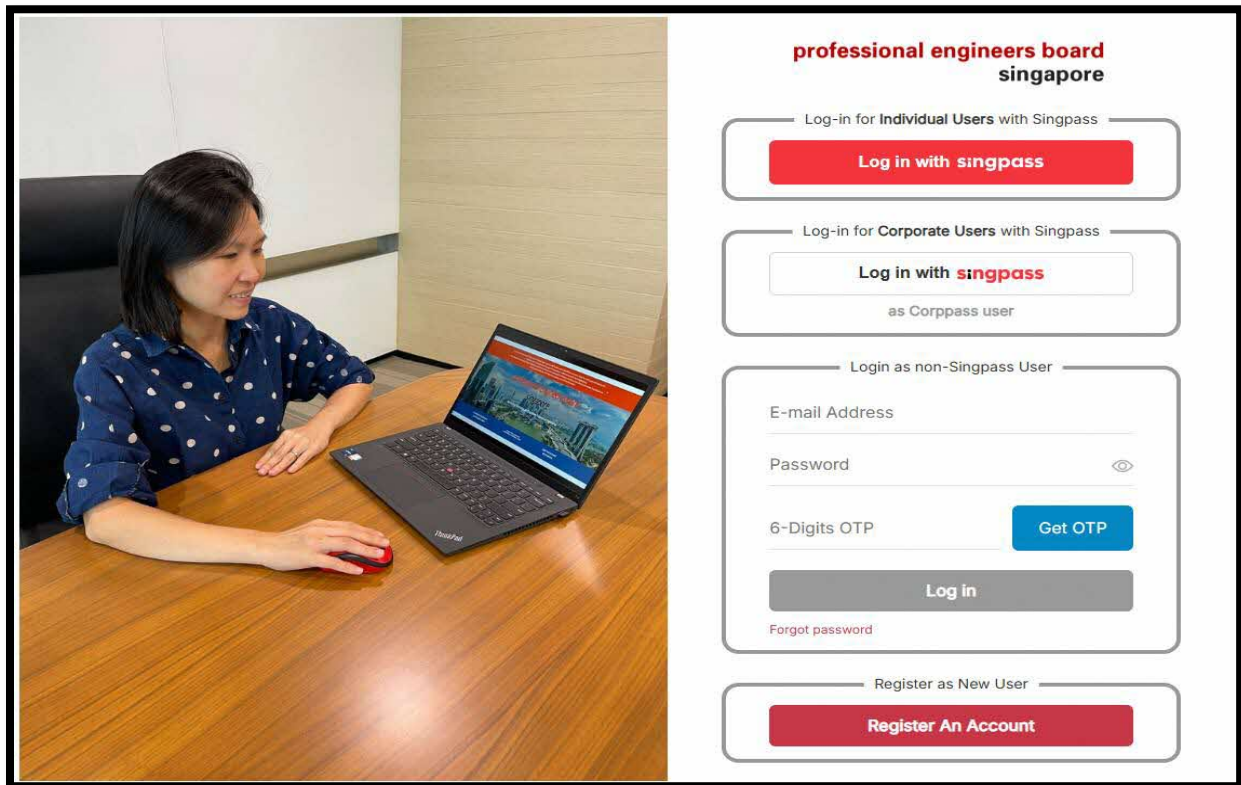 professional engineers board
singapore
Log-in for Individual Users with Singpass
Log in with singpass
Log-in for Corporate Users with Singpass
Log in with singpass
as Corppass user
Login as non-Singpass User
E-mail Address
Password
6-Digits OTP
Get OTP
Log in
Forgot password
Register as New User
Register An Account
ThinkPad